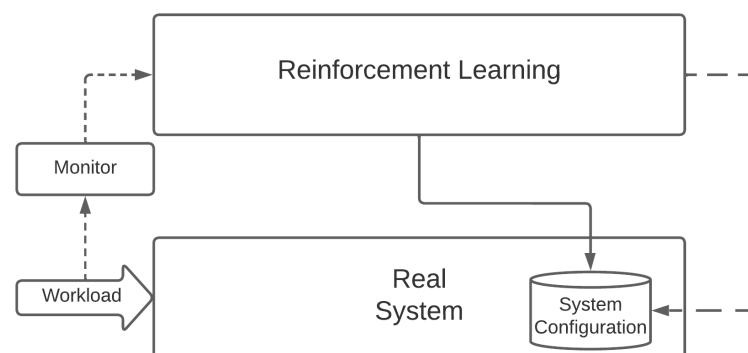 Reinforcement Learning
Monitor
Workload
Real
System
System
Configuration